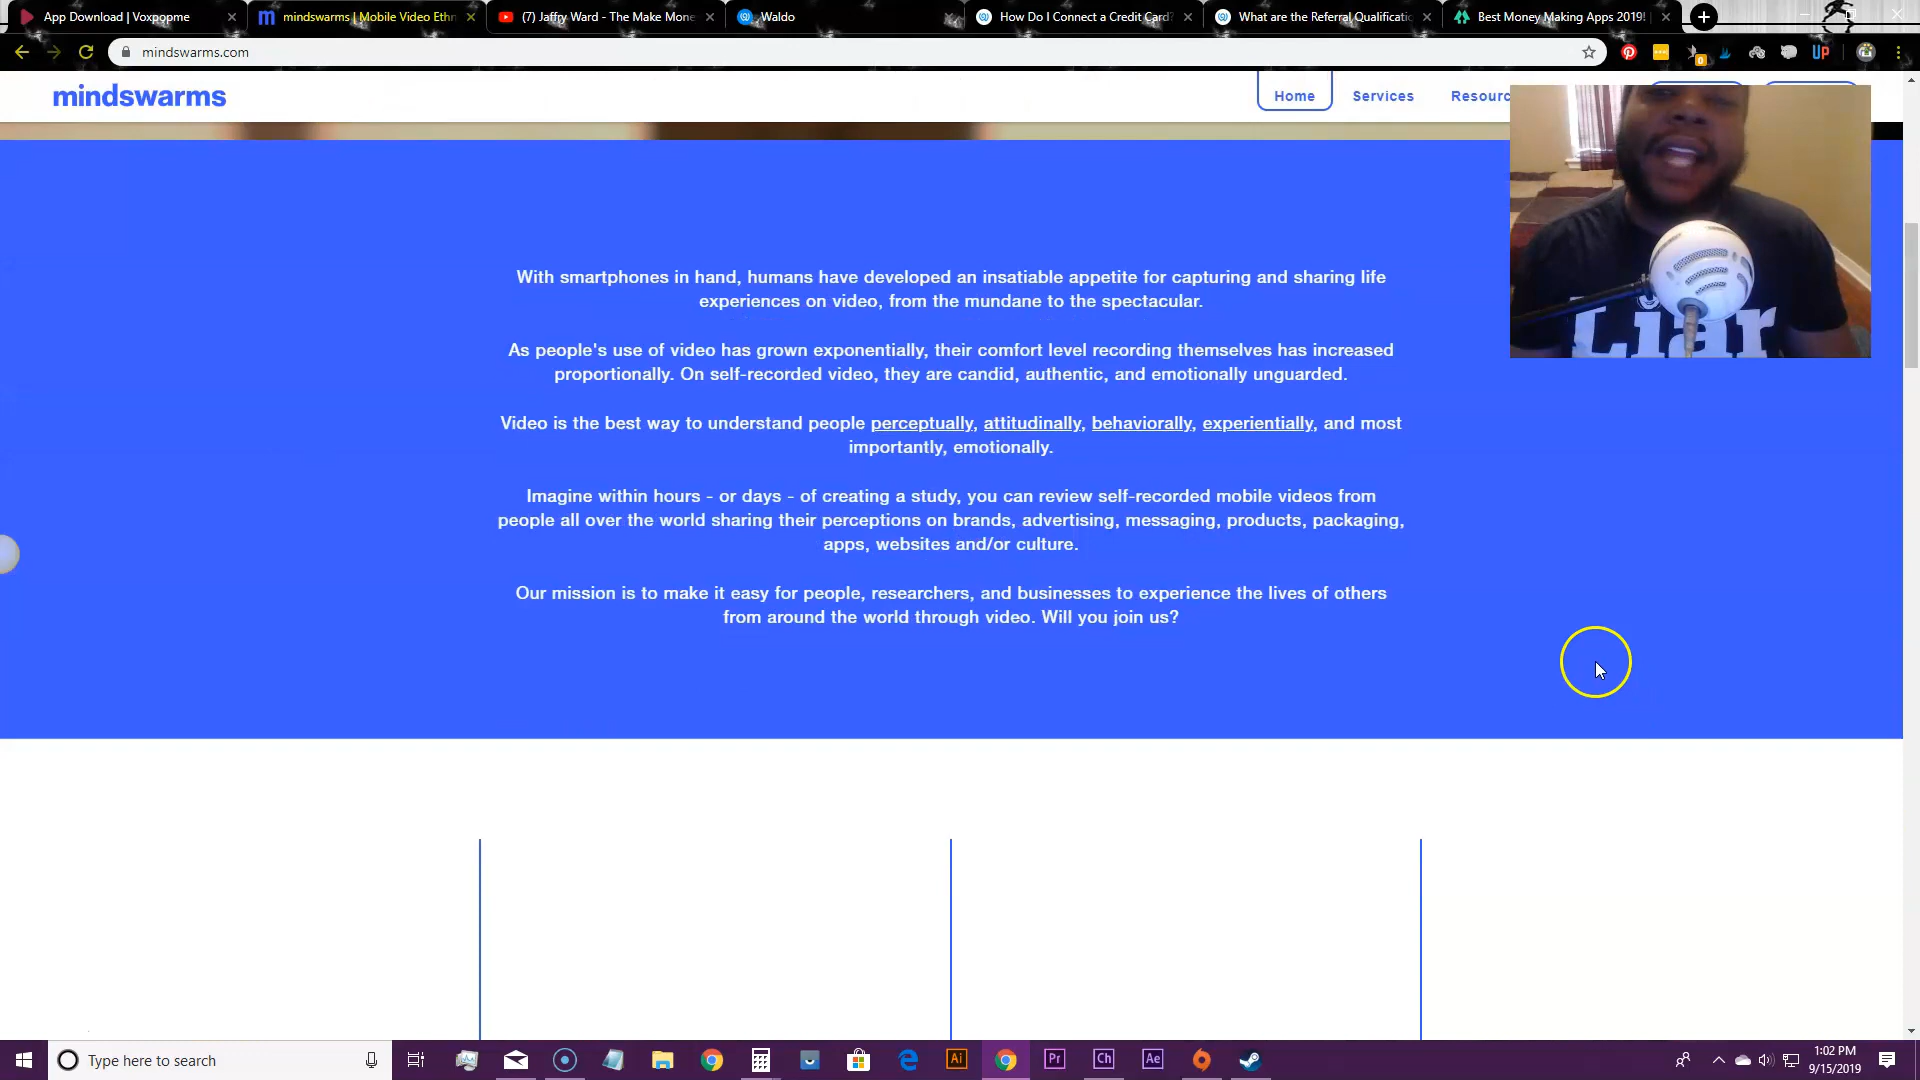 App Download | Voxpopme
mindswarms | Mobile Video Ethn
(7) Jaffry Ward - The Make Mone
Waldo
How Do I Connect a Credit Card?
What are the Referral Qualificati
Best Money Making Apps 2019!
mindswarms.com
UP
mindswarms
Home
Services
Resourc
Liar
With smartphones in hand, humans have developed an insatiable appetite for capturing and sharing life
experiences on video, from the mundane to the spectacular.
As people's use of video has grown exponentially, their comfort level recording themselves has increased
proportionally. On self-recorded video, they are candid, authentic, and emotionally unguarded.
Video is the best way to understand people perceptually, attitudinally, behaviorally, experientially, and most
importantly, emotionally.
Imagine within hours - or days - of creating a study, you can review self-recorded mobile videos from
people all over the world sharing their perceptions on brands, advertising, messaging, products, packaging,
apps, websites and/or culture.
Our mission is to make it easy for people, researchers, and businesses to experience the lives of others
from around the world through video. Will you join us?
Type here to search
Ai
Pr
Ch
Ae
1:02 PM
9/15/2019